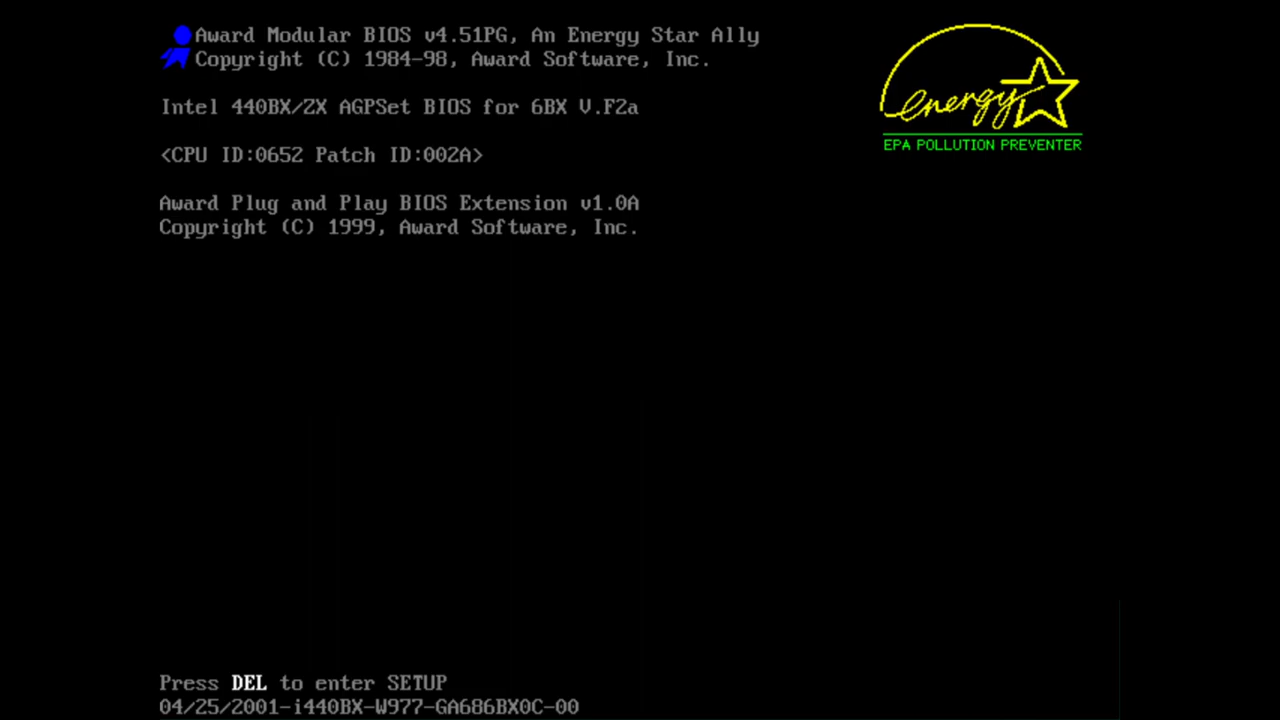 Award Modular BIOS v4.51PG, An Energy Star Ally
Copyright (C) 1984-98, Award Software, Inc.
energy
EPA POLLUTION PREVENTER
Intel 440BX/ZX AGPSet BIOS for 6BX V.F2a
<CPU ID:0652 Patch ID:002A>
Award Plug and Play BIOS Extension v1.0A
Copyright (C) 1999, Award Software, Inc.
Press DEL to enter SETUP
04/25/2001-i440BX-W977-GA686BX0C-00